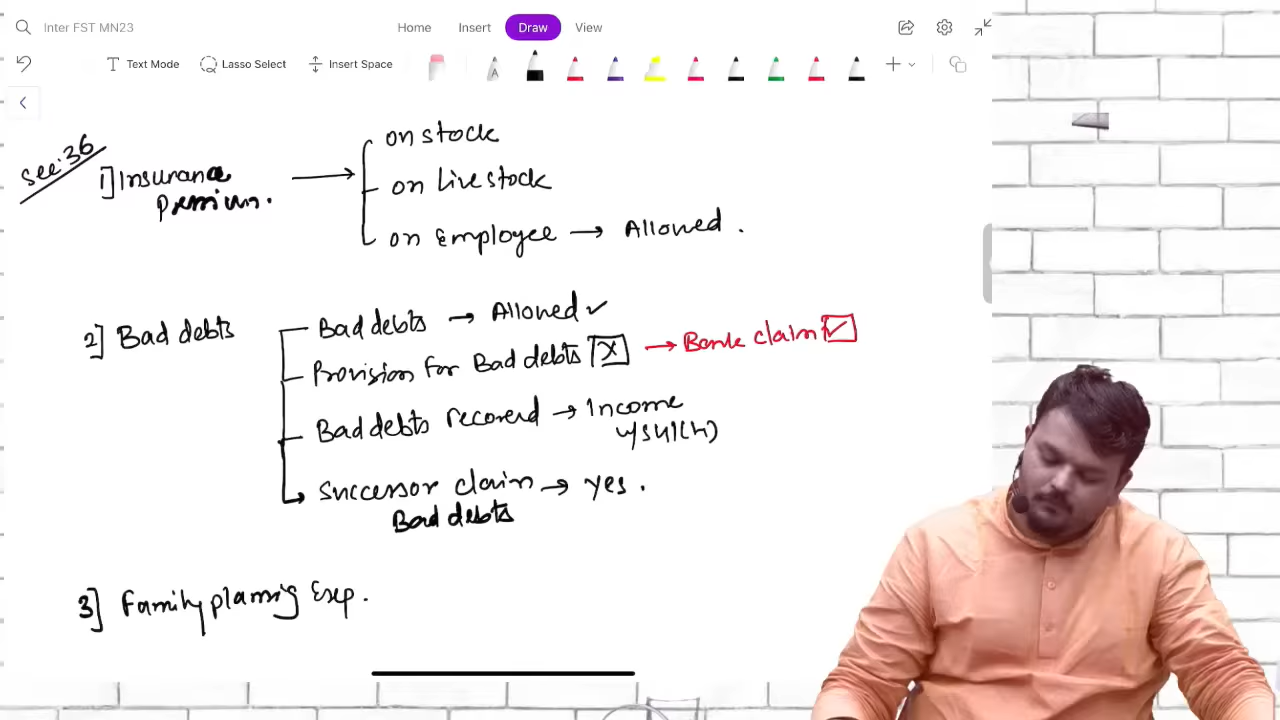 Inter FST MN23
Home Insert Draw View
Text Mode Lasso Select Insert Space
Sec:36
1] Insurance Premium.
on stock
on Livestock
on Employee → Allowed.
2] Bad debts
Bad debts → Allowed ✓
Provision for Bad debts X → Bank claim ✓
Bad debts recovered → Income
4/S 41(4)
Successor claim → yes.
Bad debts
3] Family planning Exp.